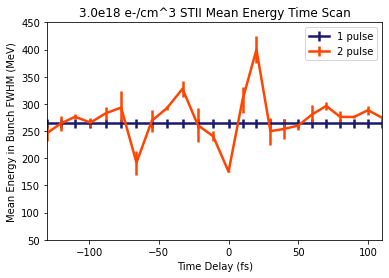 3.0e18 e-/cm^3 STII Mean Energy Time Scan
Mean Energy in Bunch FWHM (MeV)
450
400
350
300
250
200
150
100
50
1 pulse
2 pulse
−100
−50
0
50
100
Time Delay (fs)